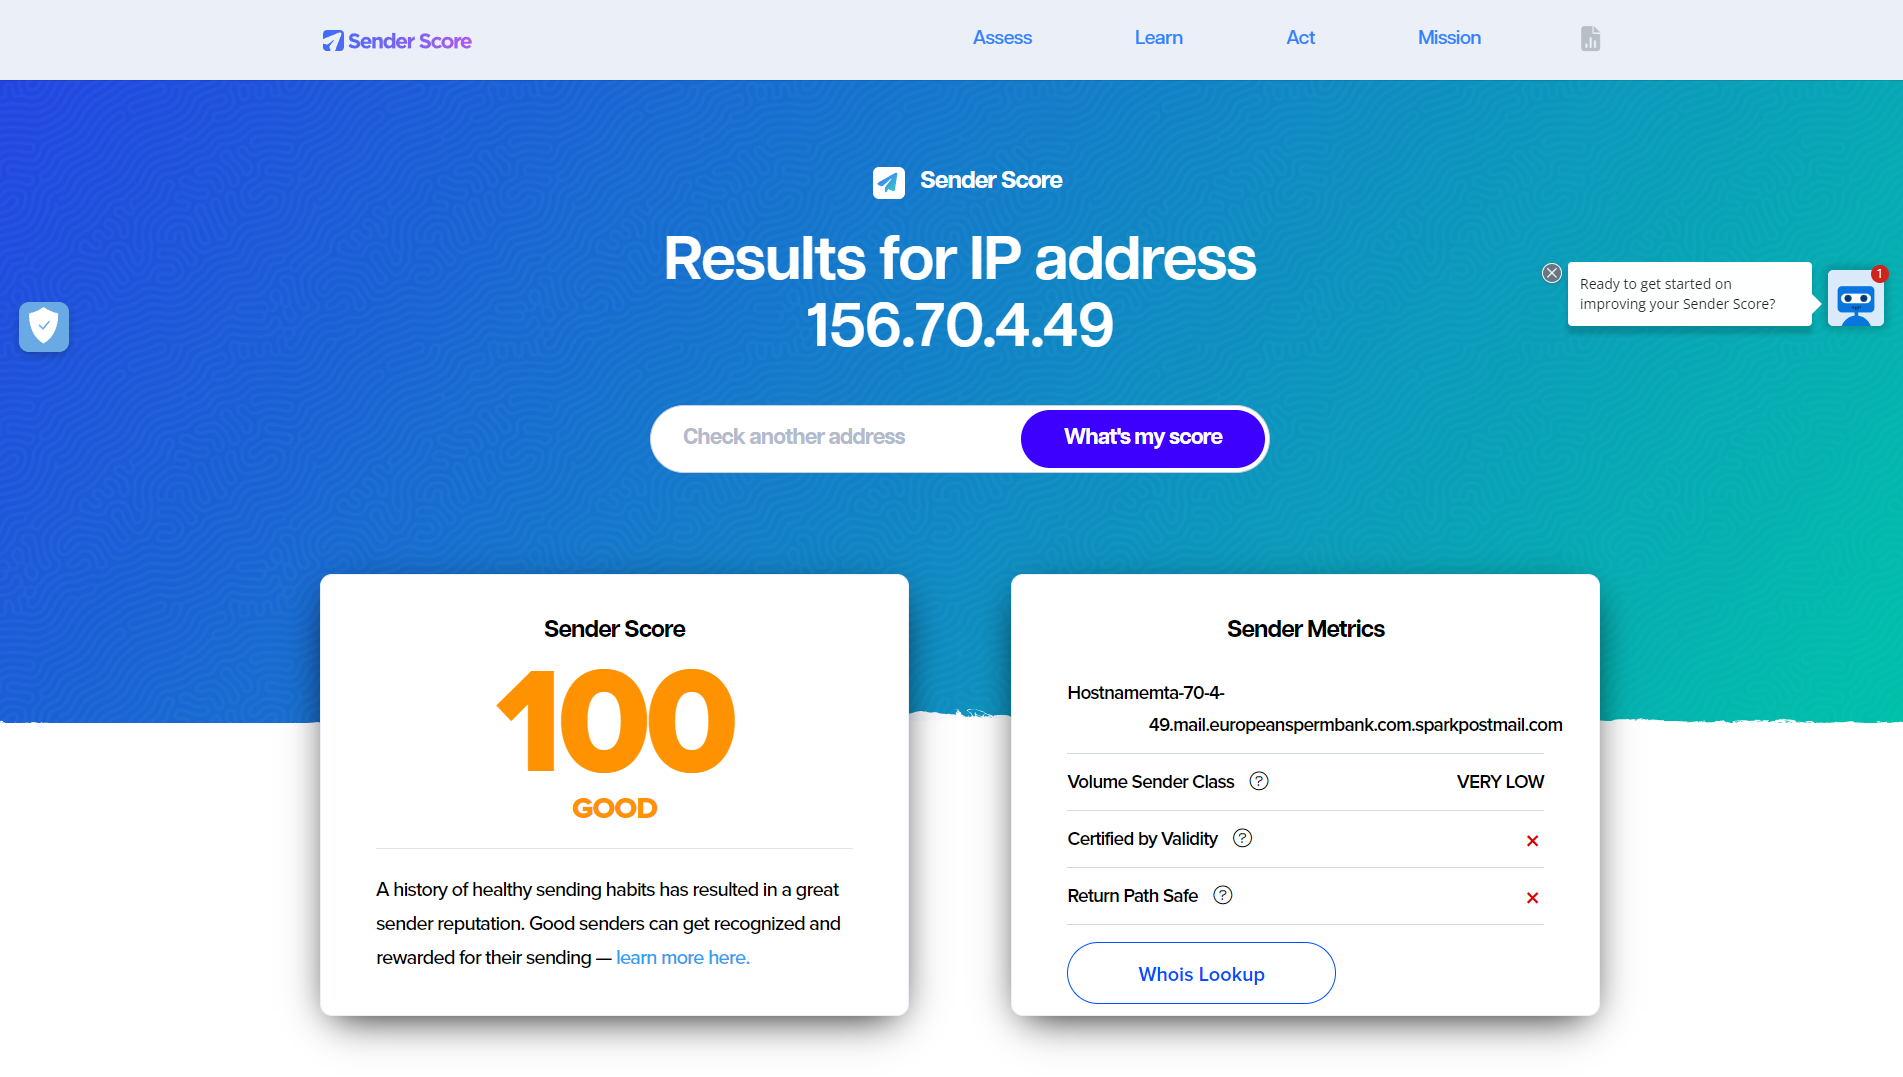 Sender Score
Assess
Learn
Act
Mission
Sender Score
Results for IP address
156.70.4.49
Check another address
What's my score
Ready to get started on
improving your Sender Score?
1
Sender Score
100
GOOD
A history of healthy sending habits has resulted in a great
sender reputation. Good senders can get recognized and
rewarded for their sending — learn more here.
Sender Metrics
Hostnamemta-70-4-
49.mail.europeanspermbank.com.sparkpostmail.com
Volume Sender Class ? VERY LOW
Certified by Validity ?
Return Path Safe ?
Whois Lookup